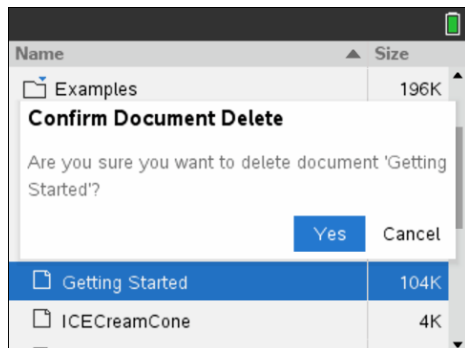 Name Size
Examples 196K
Confirm Document Delete
Are you sure you want to delete document 'Getting
Started'?
Yes Cancel
Getting Started 104K
ICECreamCone 4K